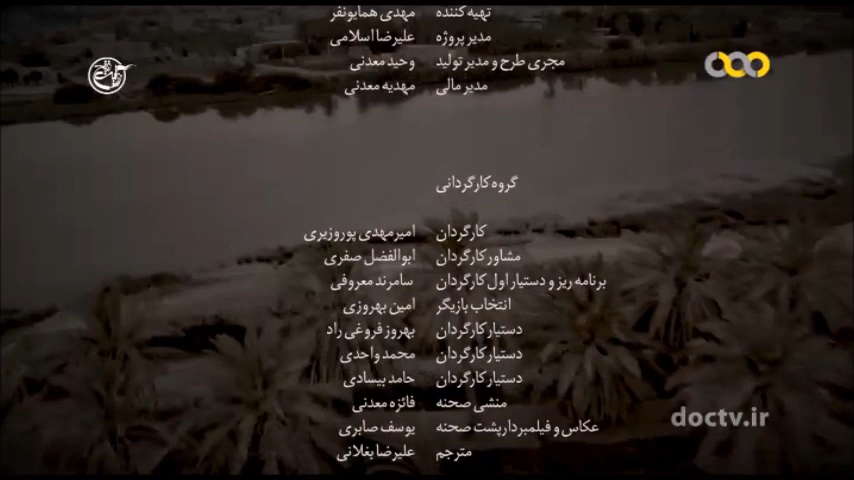 تهیه کننده مهدی همایونفر
مدیر پروژه علیرضا اسلامی
مجری طرح و مدیر تولید وحید معدنی
مدیر مالی مهدیه معدنی
گروه کارگردانی
کارگردان امیرمهدی پوروزیری
مشاور کارگردان ابوالفضل صفری
برنامه ریز و دستیار اول کارگردان سامرند معروفی
انتخاب بازیگر امین بهروزی
دستیار کارگردان بهروز فروغی راد
دستیار کارگردان محمد واحدی
دستیار کارگردان حامد بیسادی
منشی صحنه فائزه معدنی
عکاس و فیلمبردار پشت صحنه یوسف صابری
مترجم علیرضا بغلانی
doctv.ir